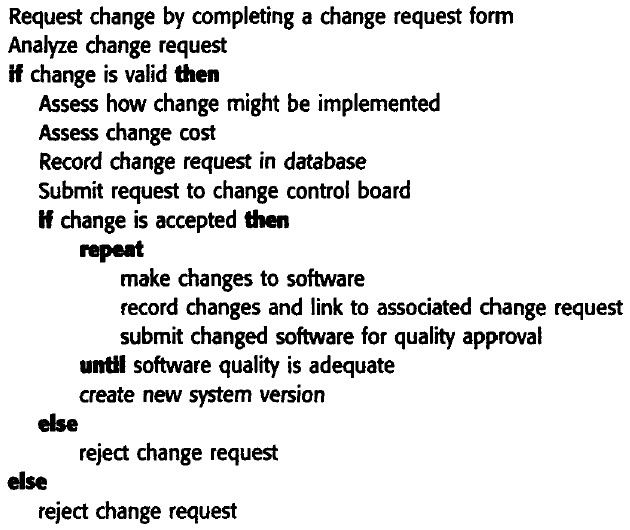 Request change by completing a change request form
Analyze change request
if change is valid then
Assess how change might be implemented
Assess change cost
Record change request in database
Submit request to change control board
if change is accepted then
repeat
make changes to software
record changes and link to associated change request
submit changed software for quality approval
until software quality is adequate
create new system version
else
reject change request
else
reject change request